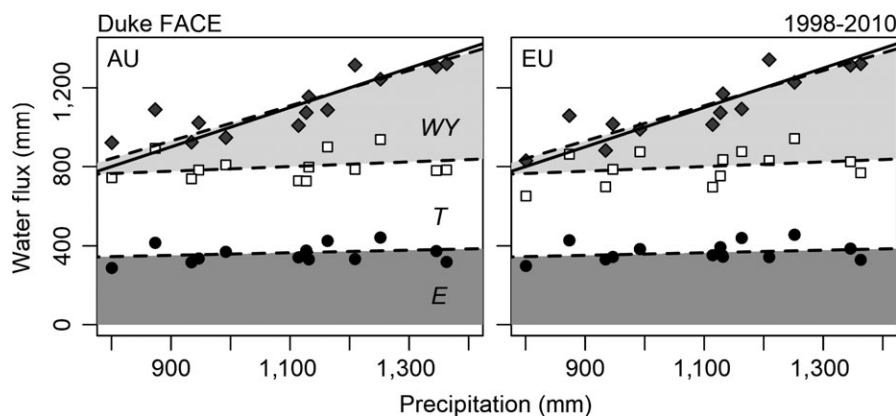 Duke FACE 1998-2010
AU EU
WY
T
E
Water flux (mm)
1,200
800
400
0
900 1,100 1,300 900 1,100 1,300
Precipitation (mm)